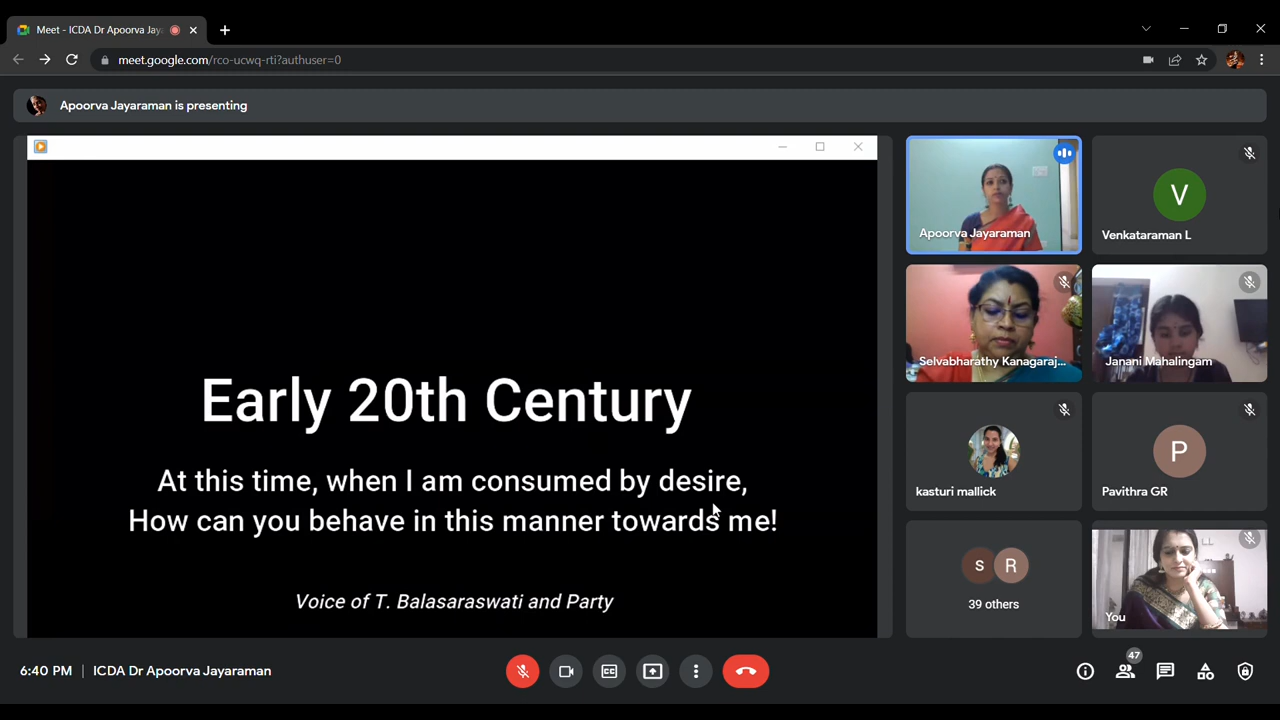 Meet - ICDA Dr Apoorva Jay
meet.google.com/rco-ucwq-rti?authuser=0
Apoorva Jayaraman is presenting
Early 20th Century
At this time, when I am consumed by desire,
How can you behave in this manner towards me!
Voice of T. Balasaraswati and Party
Apoorva Jayaraman
V
Venkataraman L
Selvabharathy Kanagaraj...
Janani Mahalingam
kasturi mallick
P
Pavithra GR
S R
39 others
You
6:40 PM | ICDA Dr Apoorva Jayaraman
CC
47